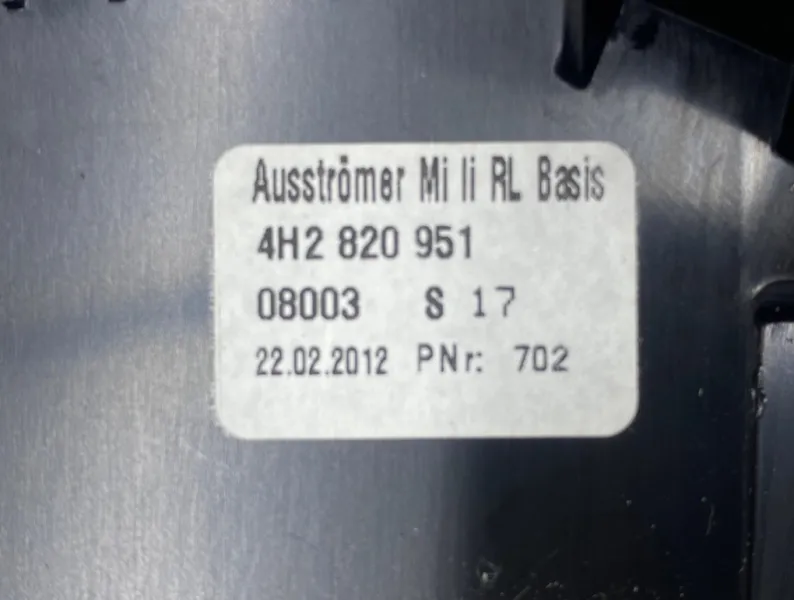 Ausströmer Mi li RL Basis
4H2 820 951
08003 S 17
22.02.2012 PNr: 702